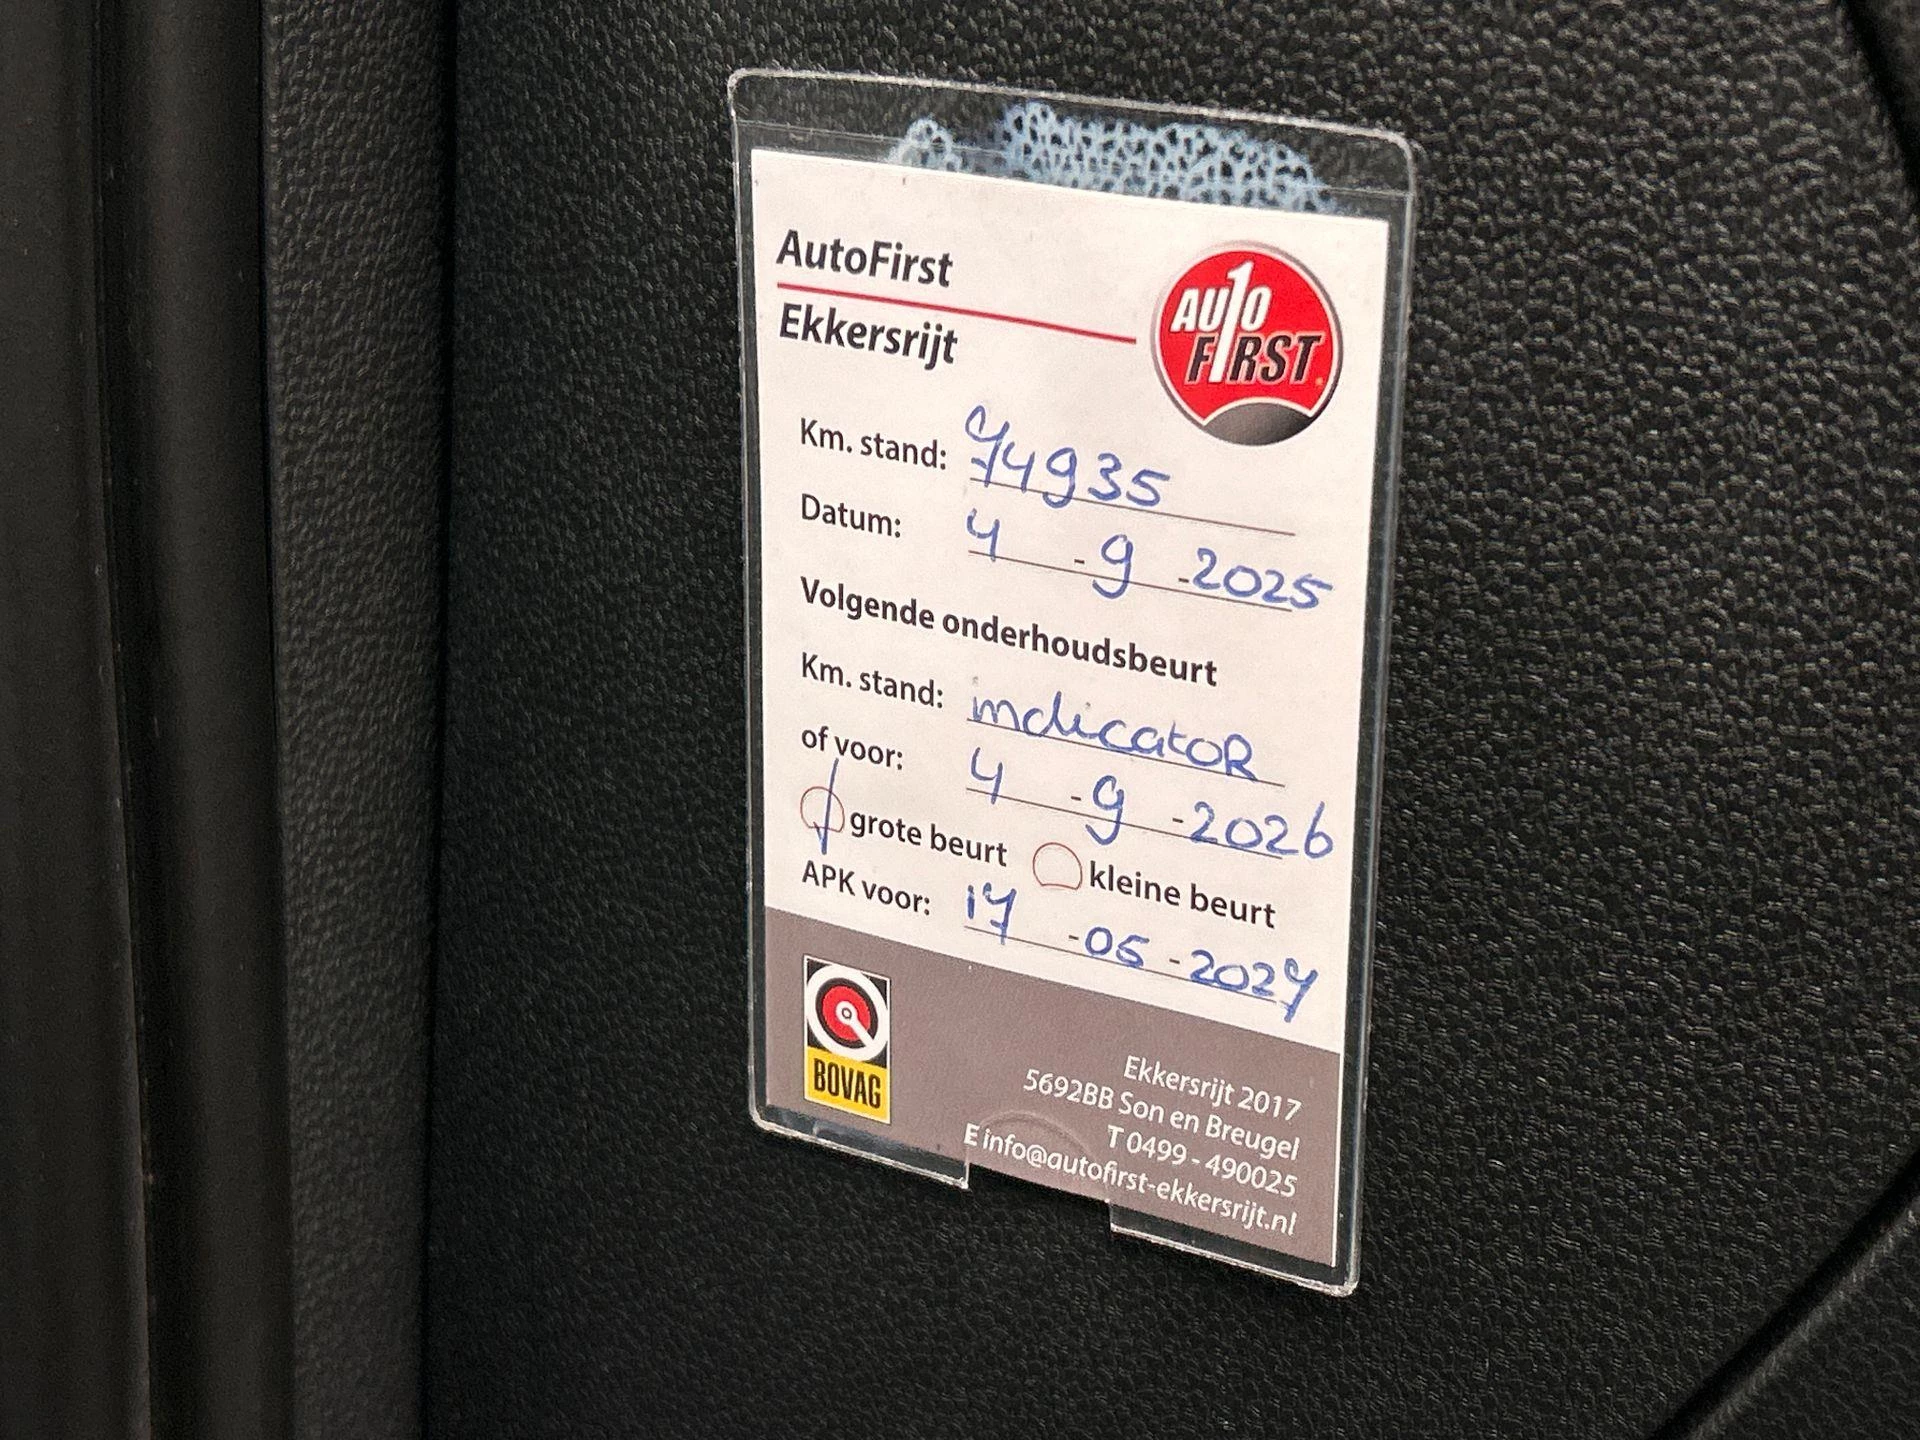 AutoFirst
Ekkersrijt
AUTO
FIRST
Km. stand: 74935
Datum: 4 - 9 - 2025
Volgende onderhoudsbeurt
Km. stand: indicatoR
of voor: 4 - 9 - 2026
grote beurt kleine beurt
APK voor: 17 - 05 - 2027
BOVAG
Ekkersrijt 2017
5692BB Son en Breugel
T 0499 - 490025
E info@autofirst-ekkersrijt.nl